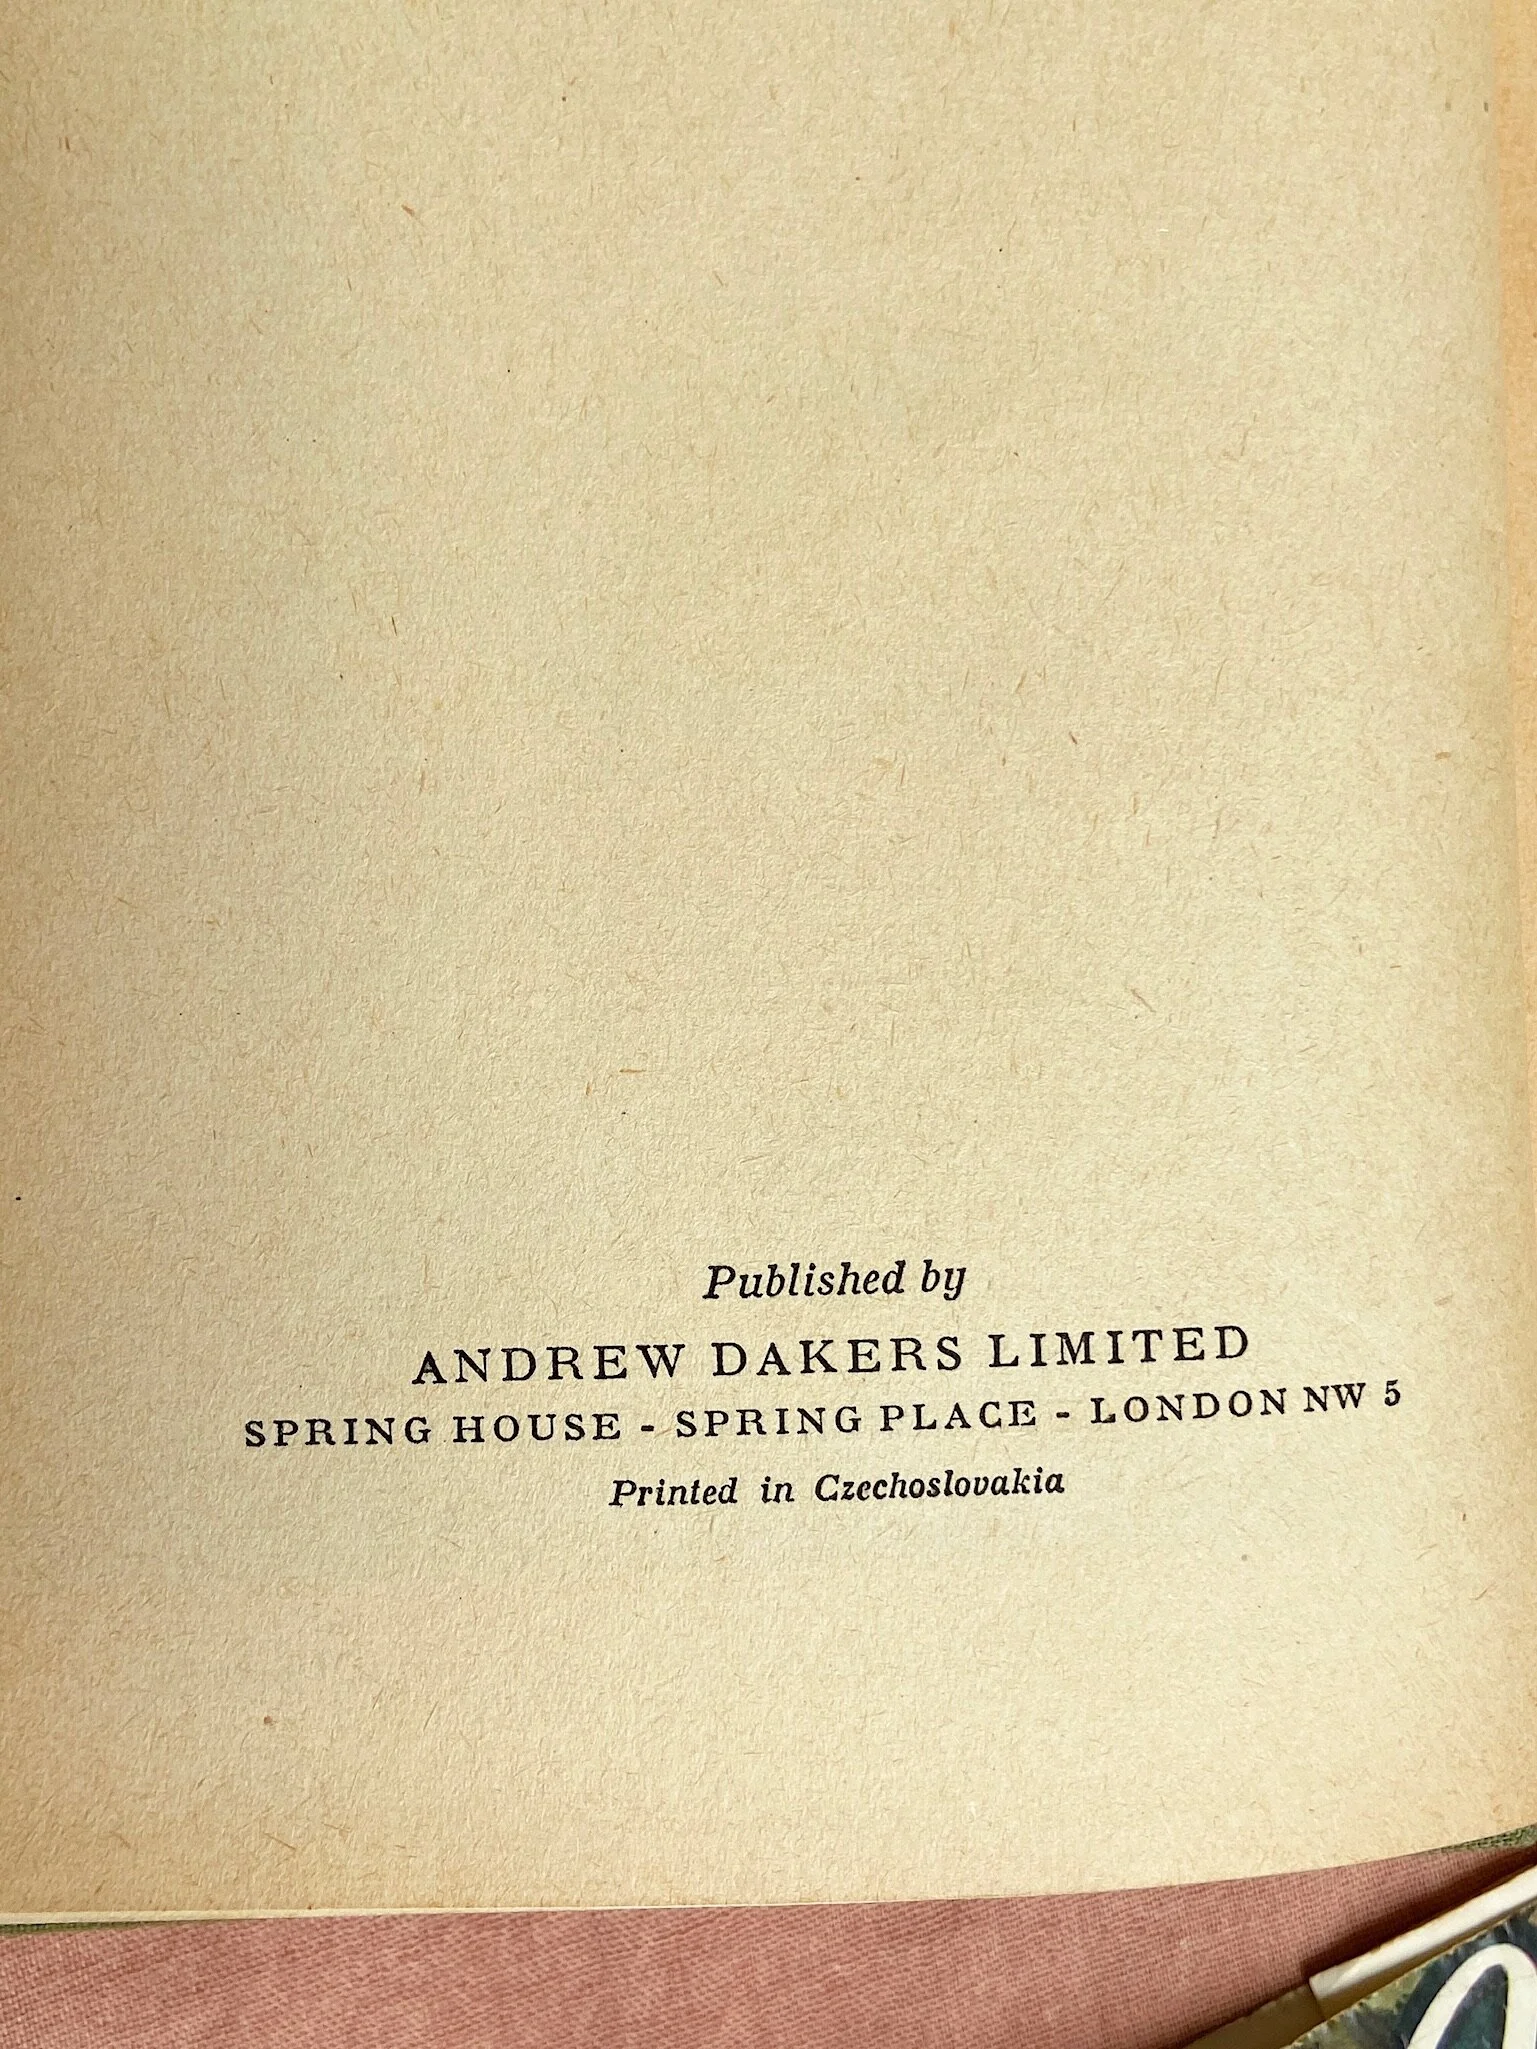 Published by
ANDREW DAKERS LIMITED
SPRING HOUSE - SPRING PLACE - LONDON NW 5
Printed in Czechoslovakia